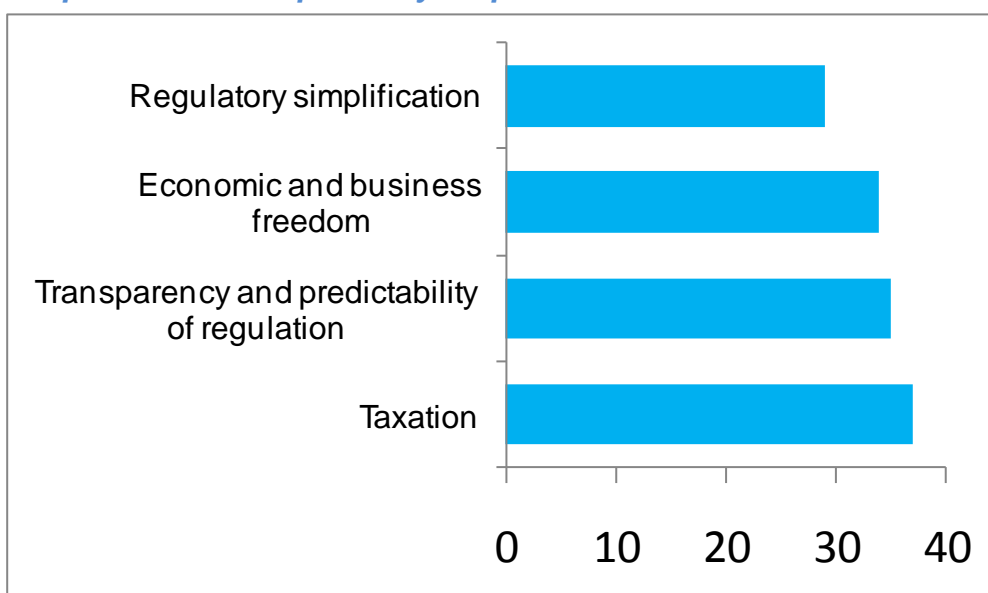 Regulatory simplification
Economic and business
freedom
Transparency and predictability
of regulation
Taxation
0 10 20 30 40